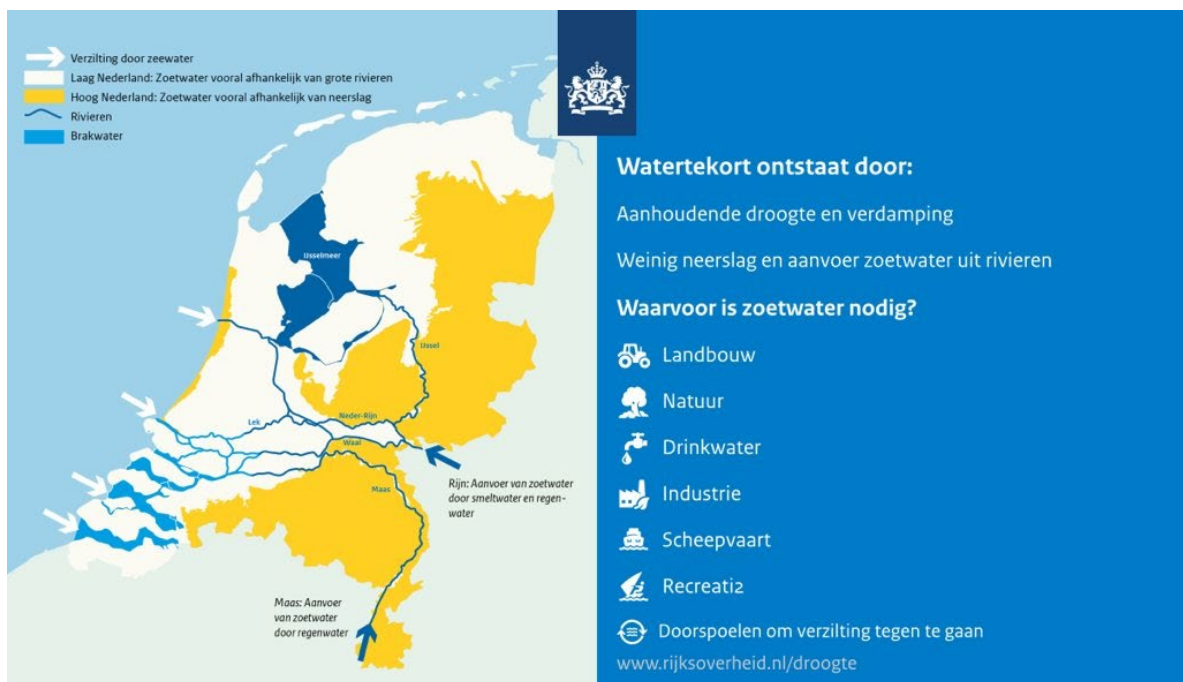 Verzilting door zeewater
Laag Nederland: Zoetwater vooral afhankelijk van grote rivieren
Hoog Nederland: Zoetwater vooral afhankelijk van neerslag
Rivieren
Brakwater
IJsselmeer
IJssel
Neder-Rijn
Lek
Waal
Maas
Rijn: Aanvoer van zoetwater
door smeltwater en regen-
water
Maas: Aanvoer
van zoetwater
door regenwater
Watertekort ontstaat door:
Aanhoudende droogte en verdamping
Weinig neerslag en aanvoer zoetwater uit rivieren
Waarvoor is zoetwater nodig?
Landbouw
Natuur
Drinkwater
Industrie
Scheepvaart
Recreati2
Doorspoelen om verzilting tegen te gaan
www.rijksoverheid.nl/droogte